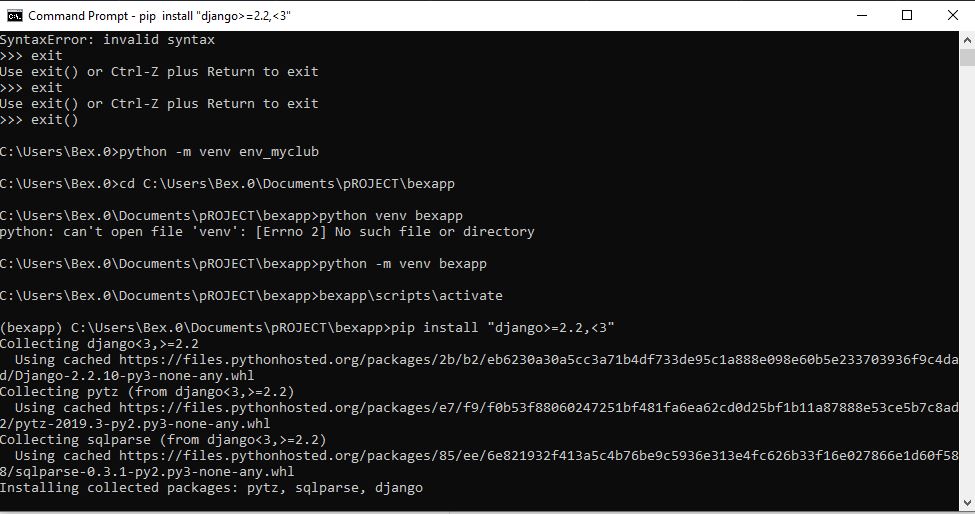 Command Prompt - pip  install "django>=2.2,<3"
SyntaxError: invalid syntax
>>> exit
Use exit() or Ctrl-Z plus Return to exit
>>> exit
Use exit() or Ctrl-Z plus Return to exit
>>> exit()
C:\Users\Bex.0>python -m venv env_myclub
C:\Users\Bex.0>cd C:\Users\Bex.0\Documents\pROJECT\bexapp
C:\Users\Bex.0\Documents\pROJECT\bexapp>python venv bexapp
python: can't open file 'venv': [Errno 2] No such file or directory
C:\Users\Bex.0\Documents\pROJECT\bexapp>python -m venv bexapp
C:\Users\Bex.0\Documents\pROJECT\bexapp>bexapp\scripts\activate
(bexapp) C:\Users\Bex.0\Documents\pROJECT\bexapp>pip install "django>=2.2,<3"
Collecting django<3,>=2.2
  Using cached https://files.pythonhosted.org/packages/2b/b2/eb6230a30a5cc3a71b4df733de95c1a888e098e60b5e233703936f9c4da
d/Django-2.2.10-py3-none-any.whl
Collecting pytz (from django<3,>=2.2)
  Using cached https://files.pythonhosted.org/packages/e7/f9/f0b53f88060247251bf481fa6ea62cd0d25bf1b11a87888e53ce5b7c8ad
2/pytz-2019.3-py2.py3-none-any.whl
Collecting sqlparse (from django<3,>=2.2)
  Using cached https://files.pythonhosted.org/packages/85/ee/6e821932f413a5c4b76be9c5936e313e4fc626b33f16e027866e1d60f58
8/sqlparse-0.3.1-py2.py3-none-any.whl
Installing collected packages: pytz, sqlparse, django